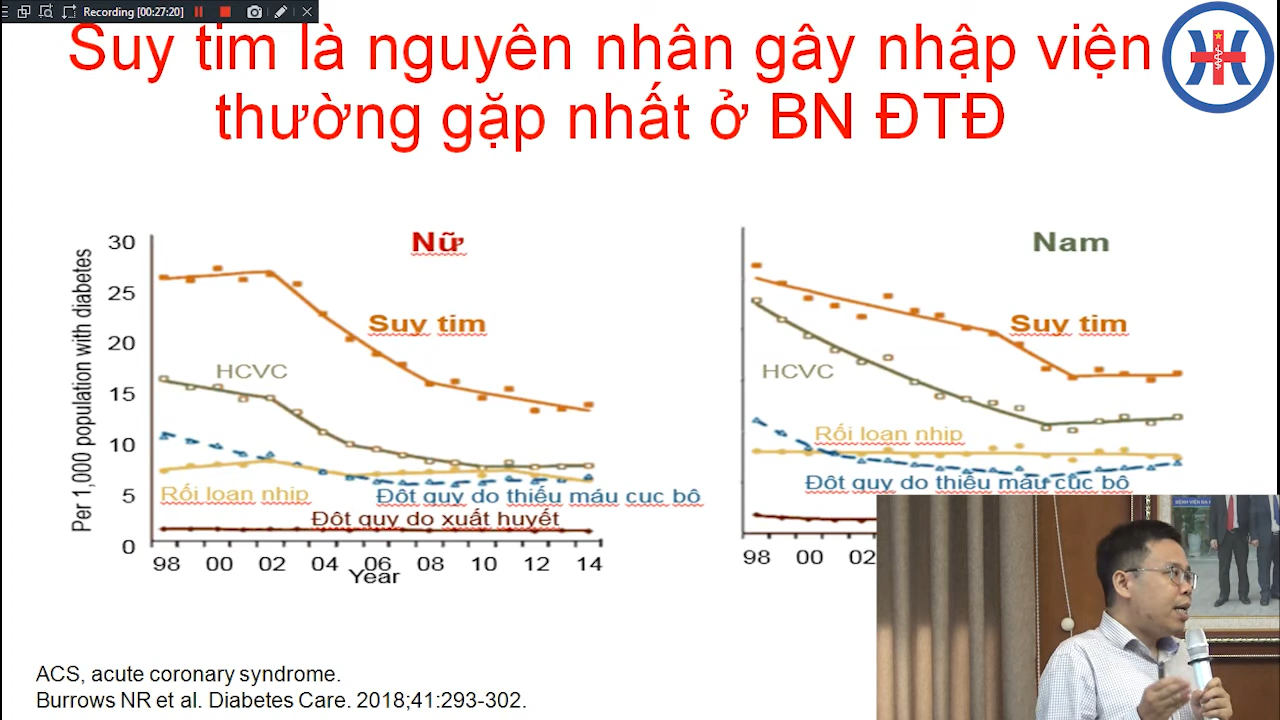 Recording [00:27:20]
Suy tim là nguyên nhân gây nhập viện
thường gặp nhất ở BN ĐTĐ
Per 1,000 population with diabetes
30
25
20
15
10
5
0
Nữ
Suy tim
HCVC
Rối loạn nhịp
Đột quỵ do thiếu máu cục bộ
Đột quỵ do xuất huyết
98 00 02 04 06 08 10 12 14
Year
Nam
Suy tim
HCVC
Rối loạn nhịp
Đột quỵ do thiếu máu cục bộ
98 00 02
ACS, acute coronary syndrome.
Burrows NR et al. Diabetes Care. 2018;41:293-302.